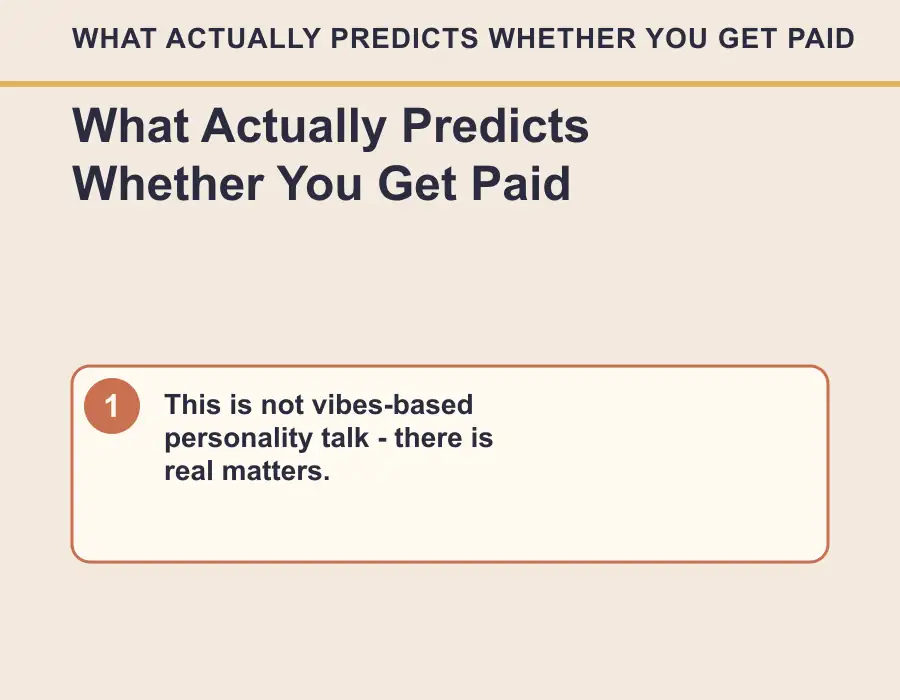 WHAT ACTUALLY PREDICTS WHETHER YOU GET PAID
What Actually Predicts
Whether You Get Paid
1
This is not vibes-based
personality talk - there is
real matters.